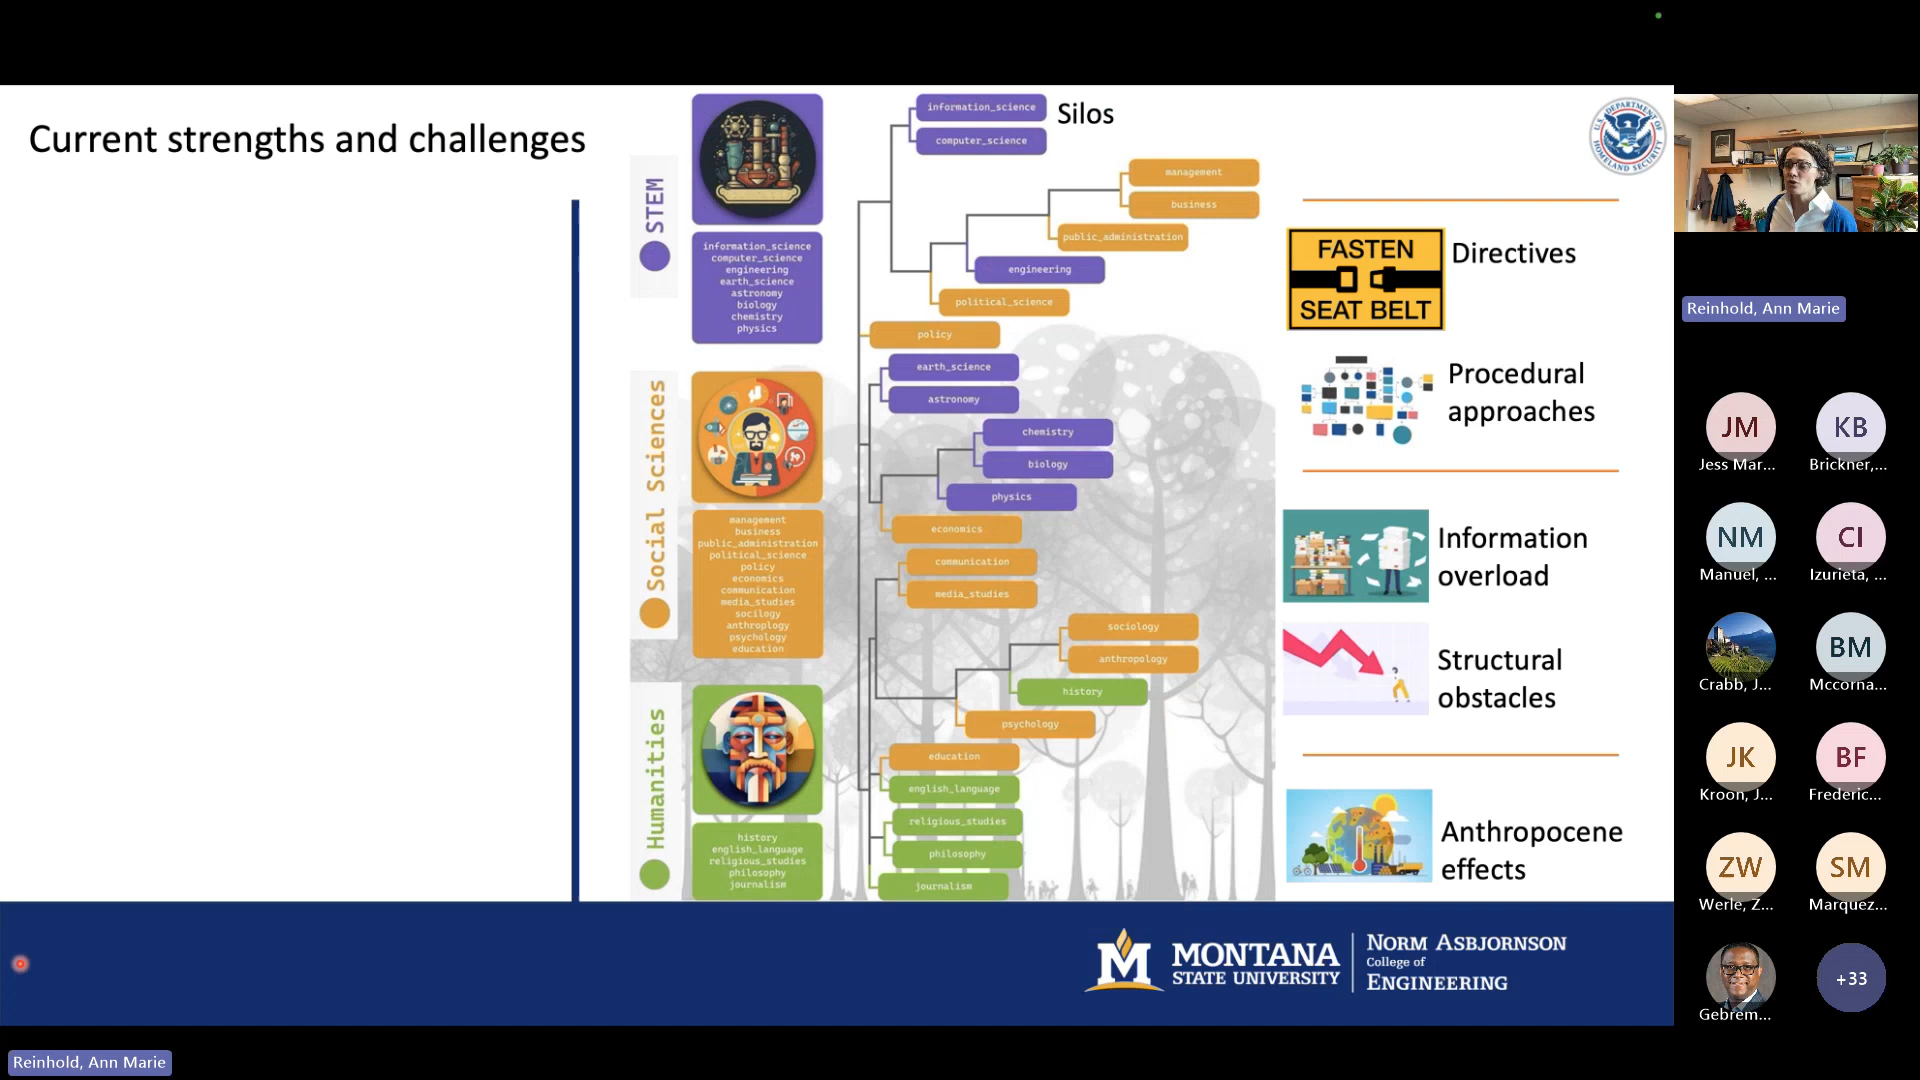 Current strengths and challenges
STEM
information_science
computer_science
engineering
earth_science
astronomy
biology
chemistry
physics
Social Sciences
management
business
public_administration
political_science
policy
economics
communication
media_studies
socilogy
anthroplogy
psychology
education
Humanities
history
english_language
religious_studies
philosophy
journalism
information_science
computer_science
management
business
public_administration
engineering
political_science
policy
earth_science
astronomy
chemistry
biology
physics
economics
communication
media_studies
sociology
anthropology
history
psychology
education
english_language
religious_studies
philosophy
journalism
Silos
U.S. DEPARTMENT OF
HOMELAND SECURITY
FASTEN
SEAT BELT
Directives
Procedural
approaches
Information
overload
Structural
obstacles
Anthropocene
effects
M
MONTANA
STATE UNIVERSITY
NORM ASBJORNSON
College of
ENGINEERING
Reinhold, Ann Marie
Reinhold, Ann Marie
JM
Jess Mar...
KB
Brickner,...
NM
Manuel, ...
CI
Izurieta, ...
Crabb, J...
BM
Mccorna...
JK
Kroon, J...
BF
Frederic...
ZW
Werle, Z...
SM
Marquez...
Gebrem...
+33